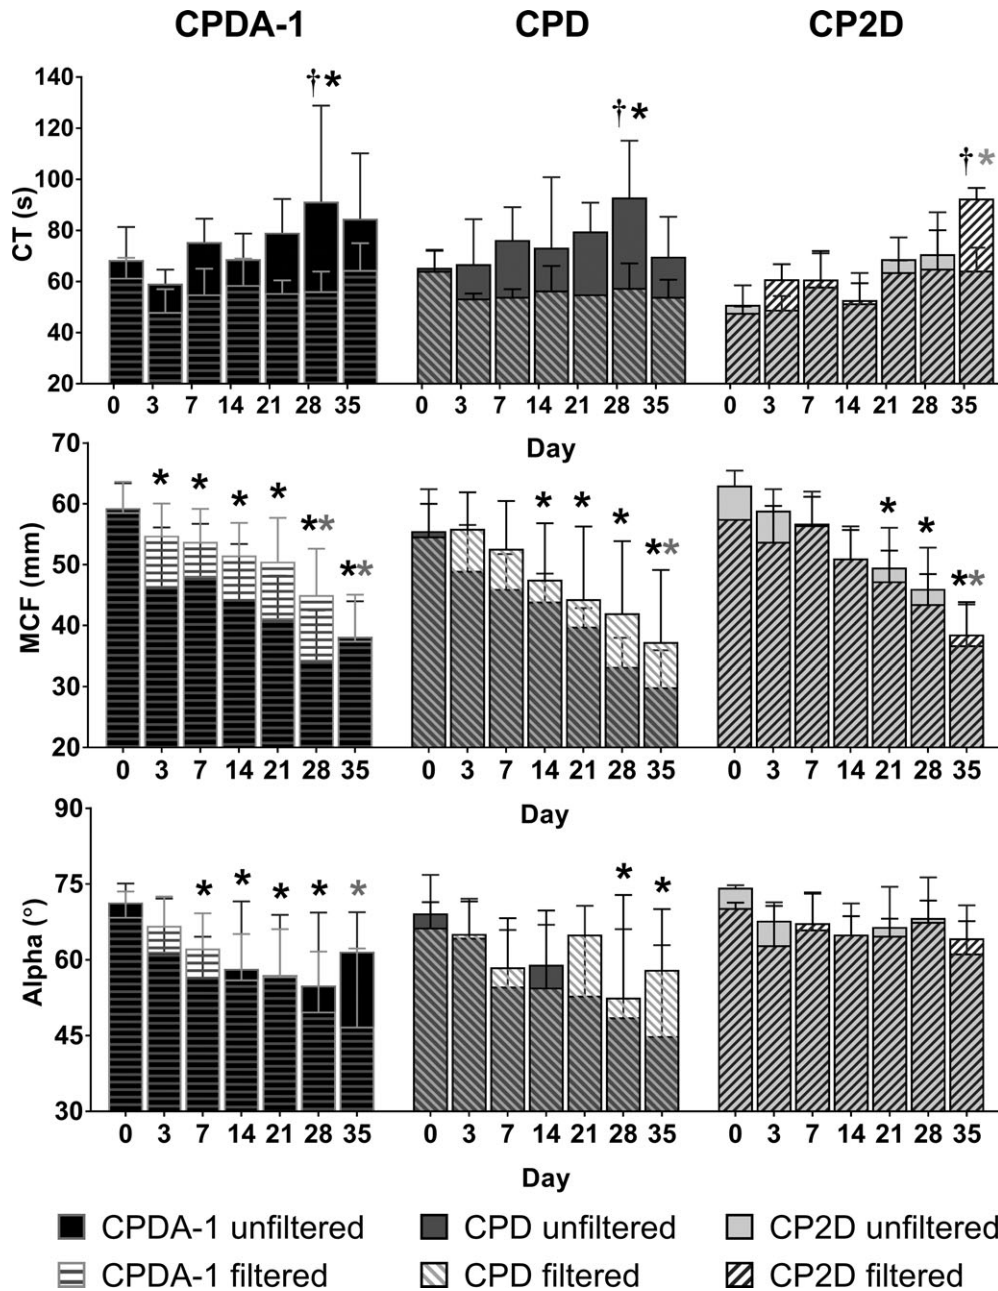 CPDA-1 CPD CP2D
CT (s)
140
120
100
80
60
40
20
†* †* †*
0 3 7 14 21 28 35 0 3 7 14 21 28 35 0 3 7 14 21 28 35
Day
MCF (mm)
70
60
50
40
30
20
* * * * ** ** * * * ** * * **
0 3 7 14 21 28 35 0 3 7 14 21 28 35 0 3 7 14 21 28 35
Day
Alpha (°)
90
75
60
45
30
* * * * * * *
0 3 7 14 21 28 35 0 3 7 14 21 28 35 0 3 7 14 21 28 35
Day
CPDA-1 unfiltered CPD unfiltered CP2D unfiltered
CPDA-1 filtered CPD filtered CP2D filtered